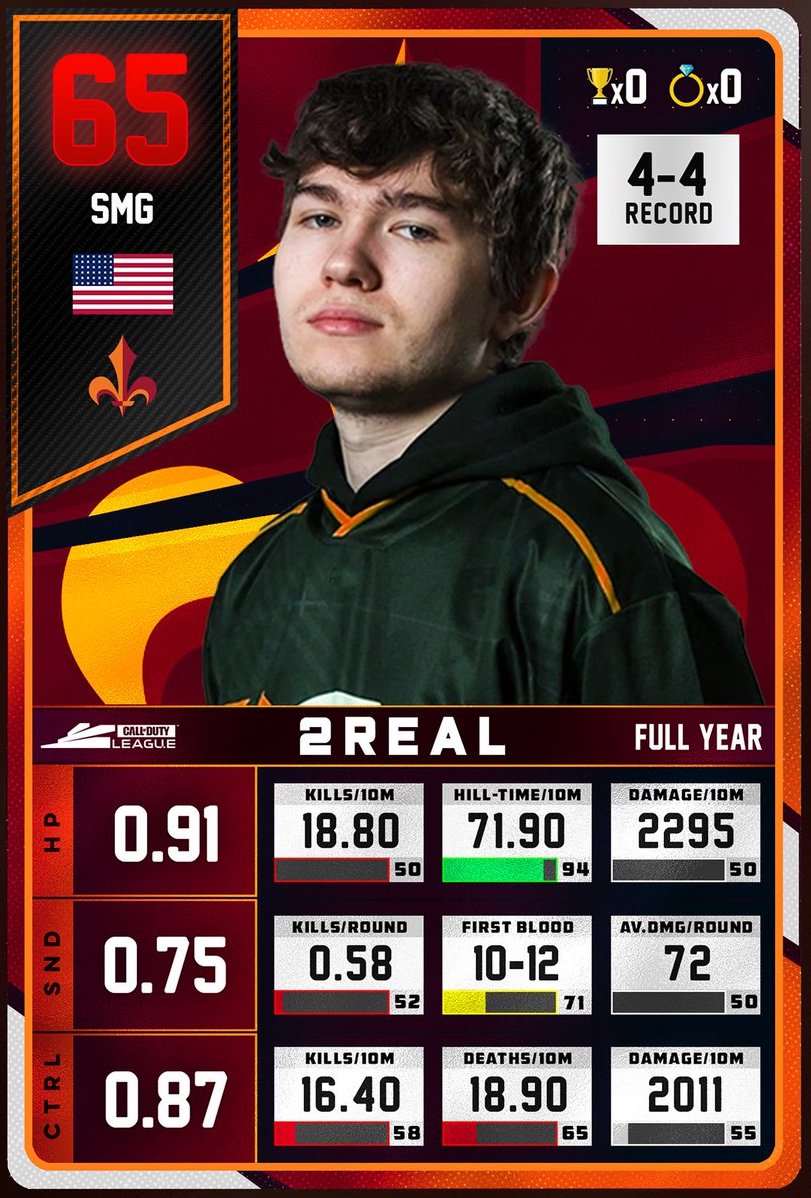 65
SMG
x0 x0
4-4
RECORD
CALL OF DUTY
LEAGUE
2REAL
FULL YEAR
HP
0.91
KILLS/10M
18.80
50
HILL-TIME/10M
71.90
94
DAMAGE/10M
2295
50
SND
0.75
KILLS/ROUND
0.58
52
FIRST BLOOD
10-12
71
AV.DMG/ROUND
72
50
CTRL
0.87
KILLS/10M
16.40
58
DEATHS/10M
18.90
65
DAMAGE/10M
2011
55